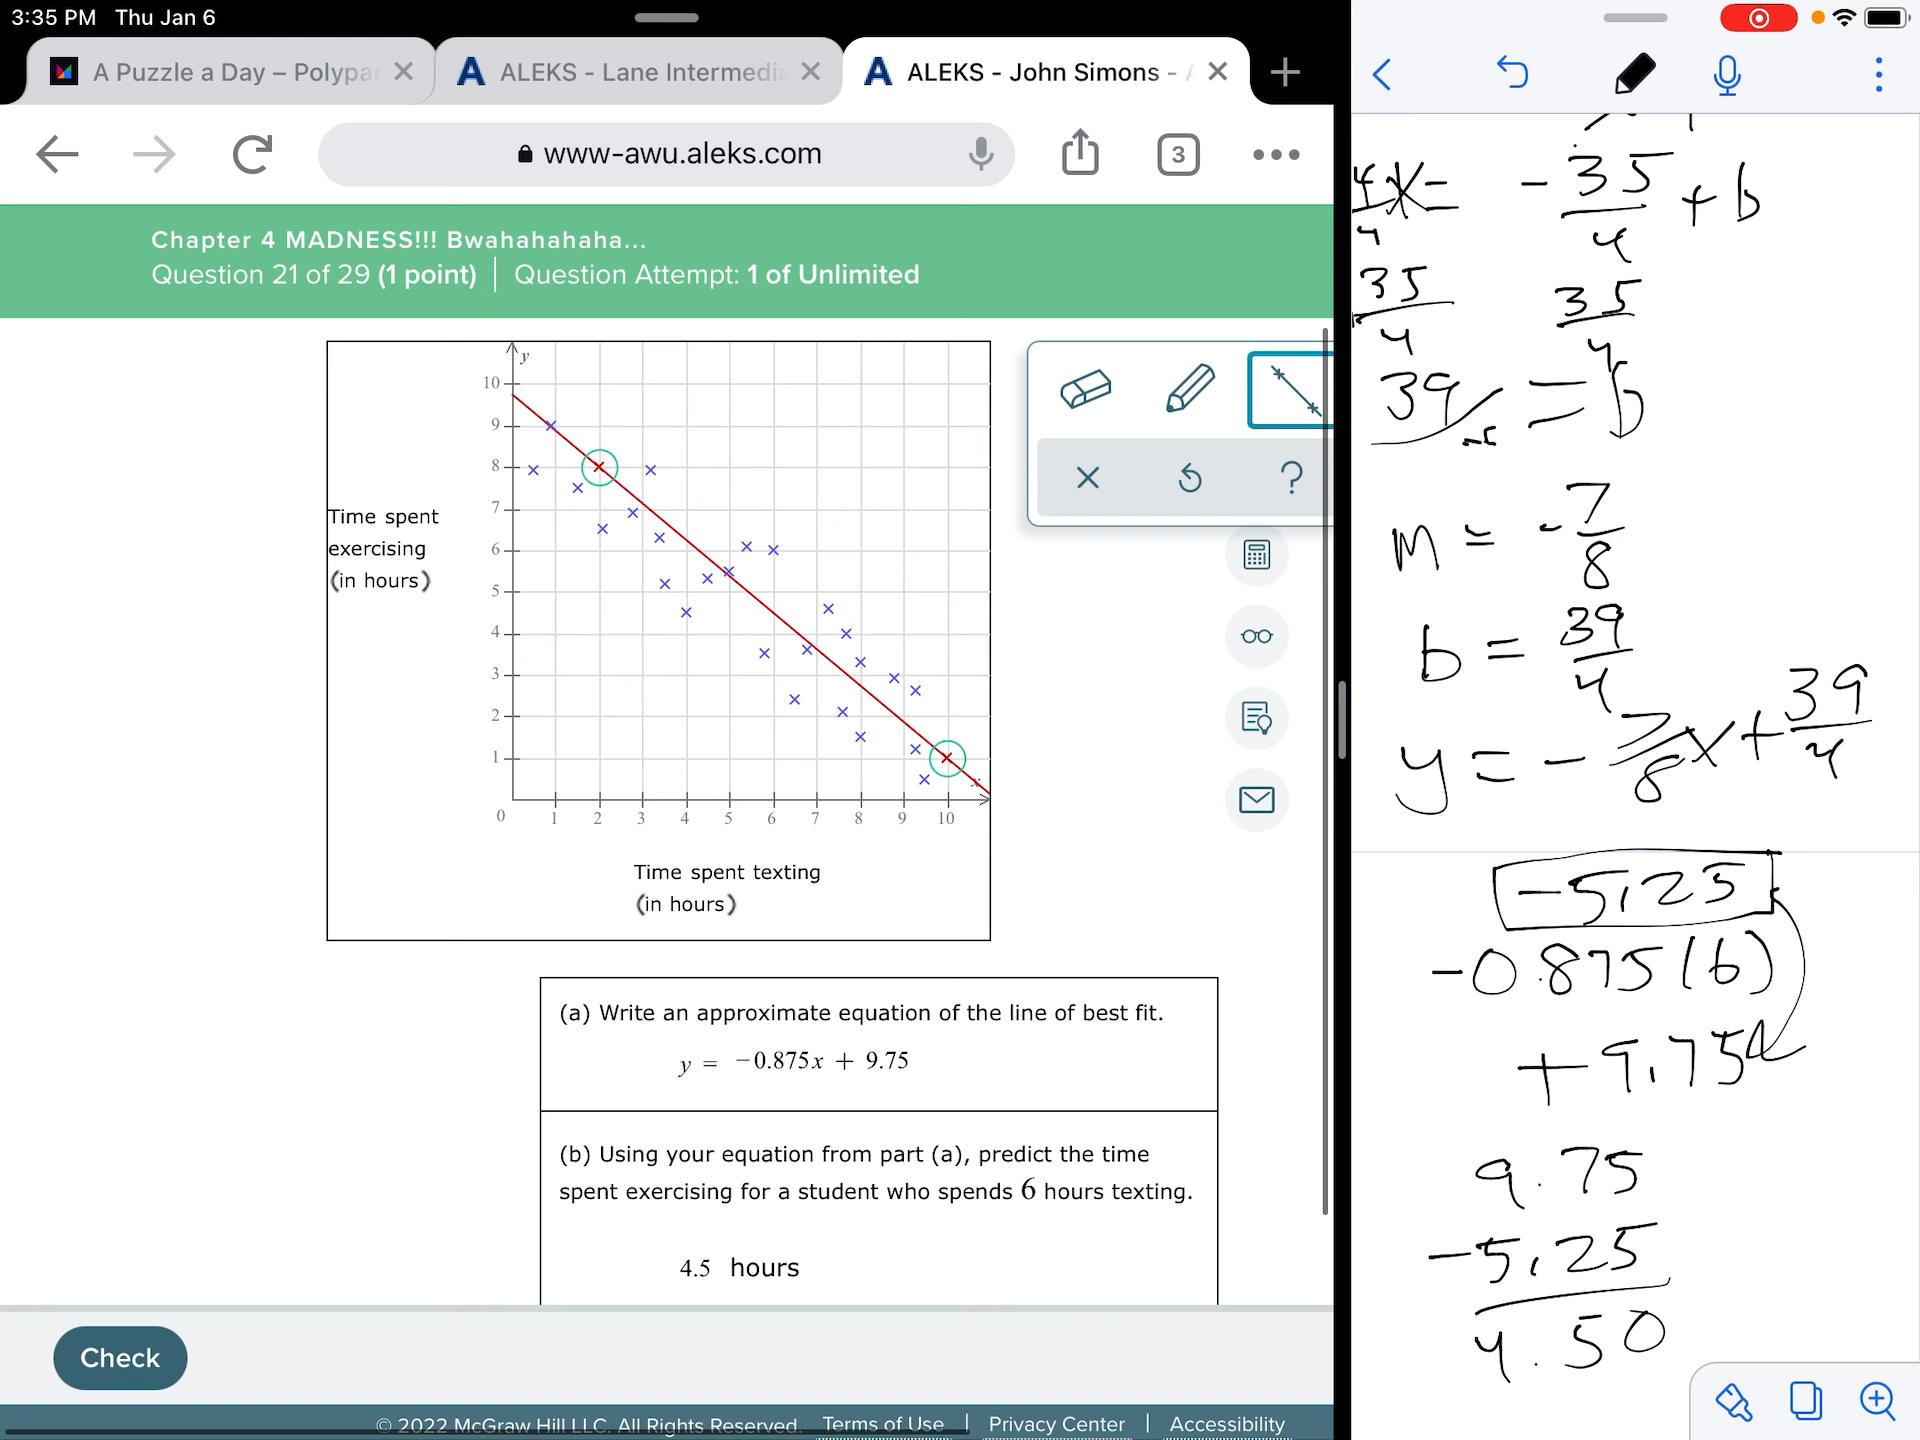 3:35 PM Thu Jan 6
A Puzzle a Day – Polypa
ALEKS - Lane Intermedia
ALEKS - John Simons - A
www-awu.aleks.com
3
Chapter 4 MADNESS!!! Bwahahahaha...
Question 21 of 29 (1 point) | Question Attempt: 1 of Unlimited
y
10
9
8
7
6
5
4
3
2
1
0
1 2 3 4 5 6 7 8 9 10
x
Time spent
exercising
(in hours)
Time spent texting
(in hours)
?
(a) Write an approximate equation of the line of best fit.
y = −0.875x + 9.75
(b) Using your equation from part (a), predict the time
spent exercising for a student who spends 6 hours texting.
4.5 hours
Check
© 2022 McGraw Hill LLC. All Rights Reserved. Terms of Use | Privacy Center | Accessibility
- 35/4 + b
35/4 35/4
= b
m = -7/8
b = 39/4
y = -7/8x + 39/4
-5.25
-0.875(6)
+9.75
9.75
-5.25
4.50